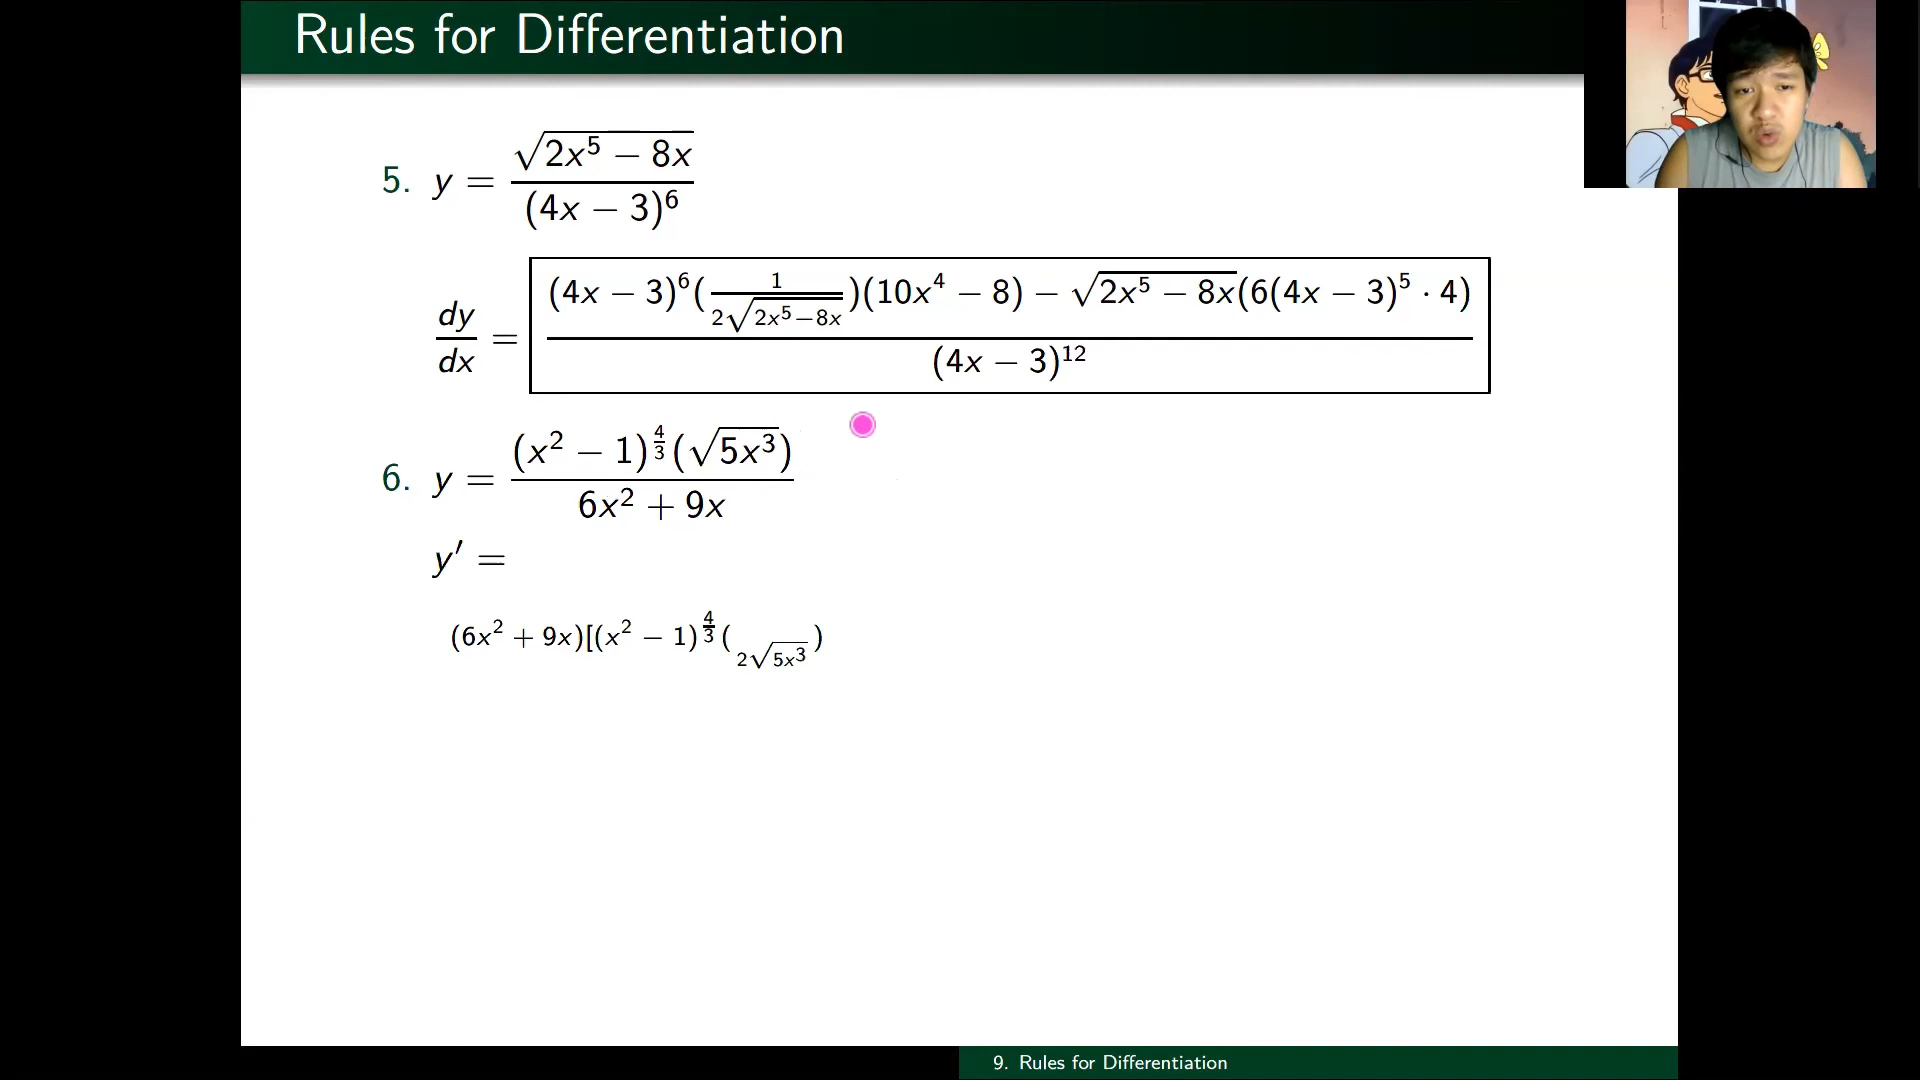 Rules for Differentiation
5. y = √(2x⁵ − 8x) / (4x − 3)⁶
dy/dx = ((4x − 3)⁶(1/(2√(2x⁵−8x)))(10x⁴ − 8) − √(2x⁵ − 8x)(6(4x − 3)⁵ · 4)) / (4x − 3)¹²
6. y = ((x² − 1)^(4/3)(√(5x³))) / (6x² + 9x)
y′ =
(6x² + 9x)[(x² − 1)^(4/3)( 2√(5x³) )
9. Rules for Differentiation